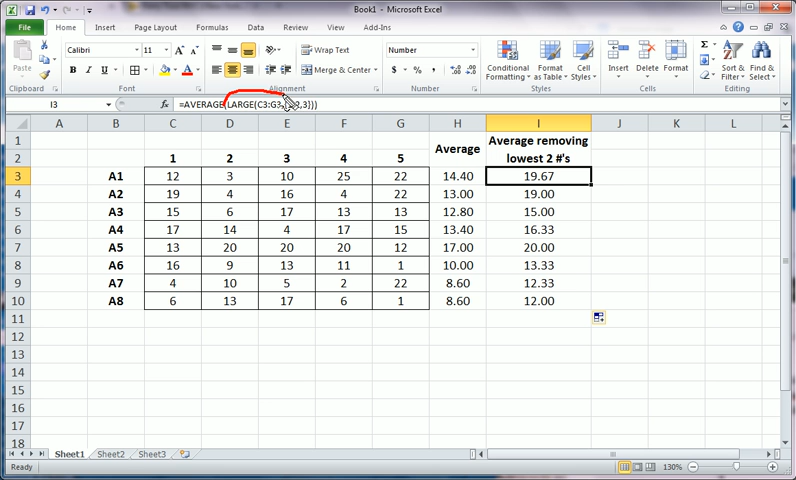 Book1 - Microsoft Excel
File Home Insert Page Layout Formulas Data Review View Add-Ins
Calibri 11 Wrap Text Number
Paste B I U Merge & Center $ % , Conditional Formatting Format as Table Cell Styles Insert Delete Format Sort & Filter Find & Select
Clipboard Font Alignment Number Styles Cells Editing
I3 fx =AVERAGE(LARGE(C3:G3,
,3}))
A B C D E F G H I J K L
1 Average Average removing
2 1 2 3 4 5 lowest 2 #'s
3 A1 12 3 10 25 22 14.40 19.67
4 A2 19 4 16 4 22 13.00 19.00
5 A3 15 6 17 13 13 12.80 15.00
6 A4 17 14 4 17 15 13.40 16.33
7 A5 13 20 20 20 12 17.00 20.00
8 A6 16 9 13 11 1 10.00 13.33
9 A7 4 10 5 2 22 8.60 12.33
10 A8 6 13 17 6 1 8.60 12.00
11
12
13
14
15
16
17
18
Sheet1 Sheet2 Sheet3
Ready 130%